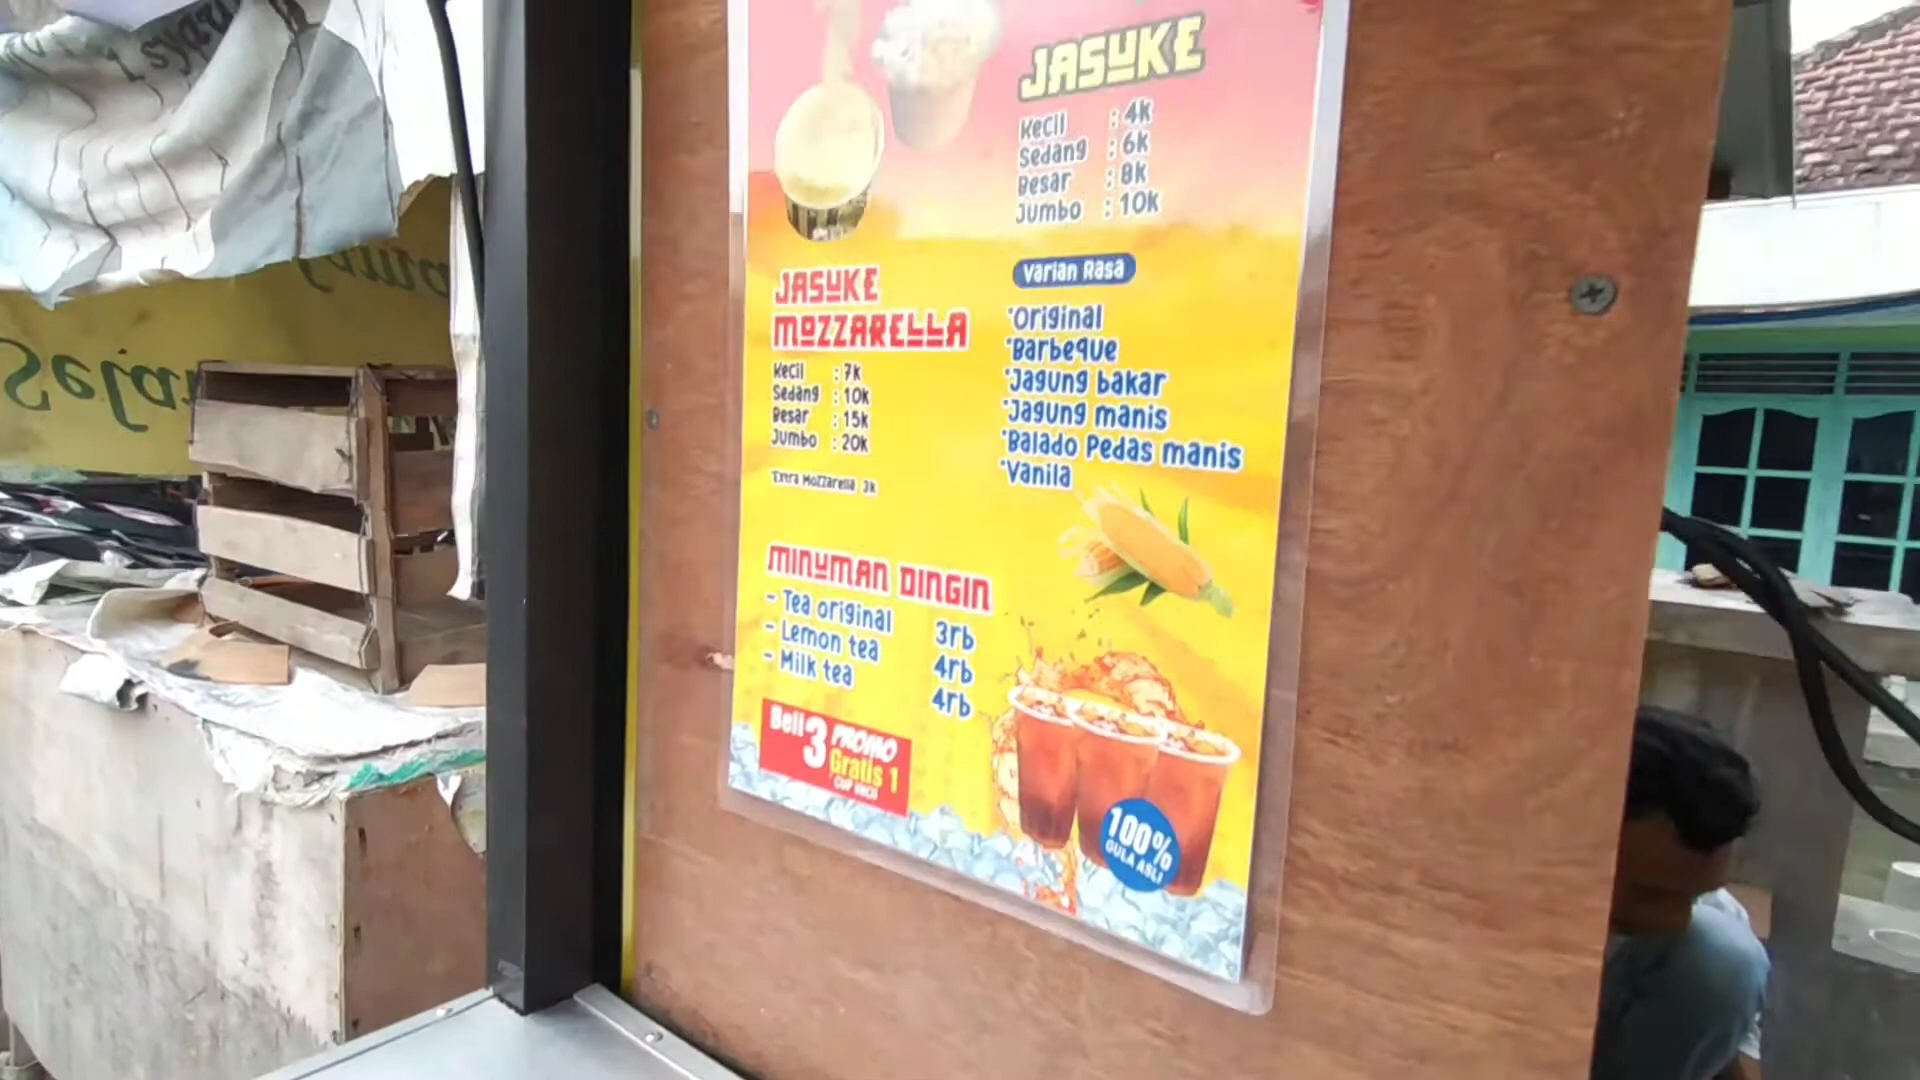 JASUKE
Kecil : 4k
Sedang : 6k
Besar : 8k
Jumbo : 10k
JASUKE
MOZZARELLA
Kecil : 7k
Sedang : 10k
Besar : 15k
Jumbo : 20k
*Extra Mozzarella 3k
Varian Rasa
*Original
*Barbeque
*Jagung bakar
*Jagung manis
*Balado Pedas manis
*Vanila
MINUMAN DINGIN
- Tea original 3rb
- Lemon tea 4rb
- Milk tea 4rb
Beli 3 PROMO
Gratis 1
CUP KECIL
100%
GULA ASLI